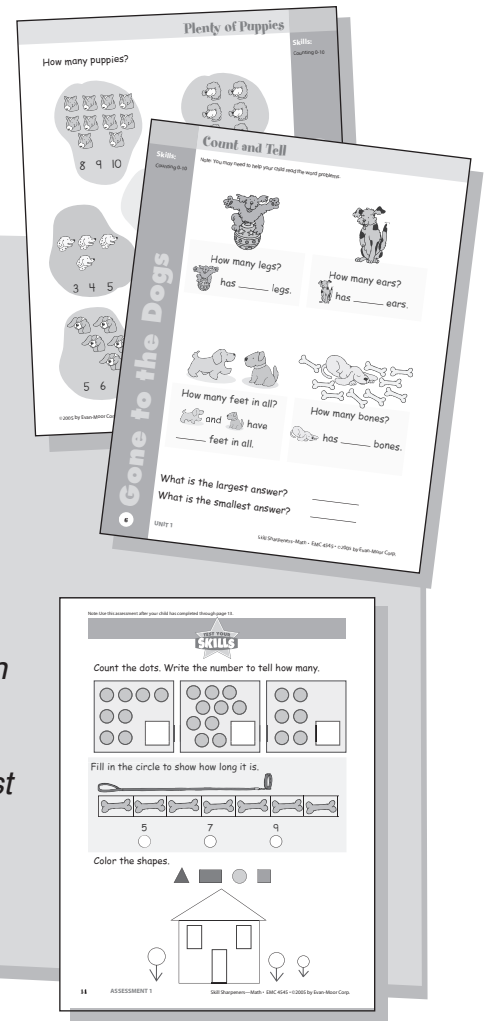 Plenty of Puppies
Skills:
Counting 0-10
How many puppies?
8 9 10
3 4 5
5 6
©2005 by Evan-Moor Corp.
Count and Tell
Skills:
Counting 0-10
Note: You may need to help your child read the word problems.
Gone to the Dogs
How many legs?
has ______ legs.
How many ears?
has ______ ears.
How many feet in all?
and have
______ feet in all.
How many bones?
has ______ bones.
What is the largest answer? ______
What is the smallest answer? ______
6
UNIT 1
Skill Sharpeners—Math • EMC 4545 • ©2005 by Evan-Moor Corp.
n
st
Note: Use this assessment after your child has completed through page 13.
TEST YOUR
SKILLS
Count the dots. Write the number to tell how many.
Fill in the circle to show how long it is.
5 7 9
Color the shapes.
14
ASSESSMENT 1
Skill Sharpeners—Math • EMC 4545 • ©2005 by Evan-Moor Corp.